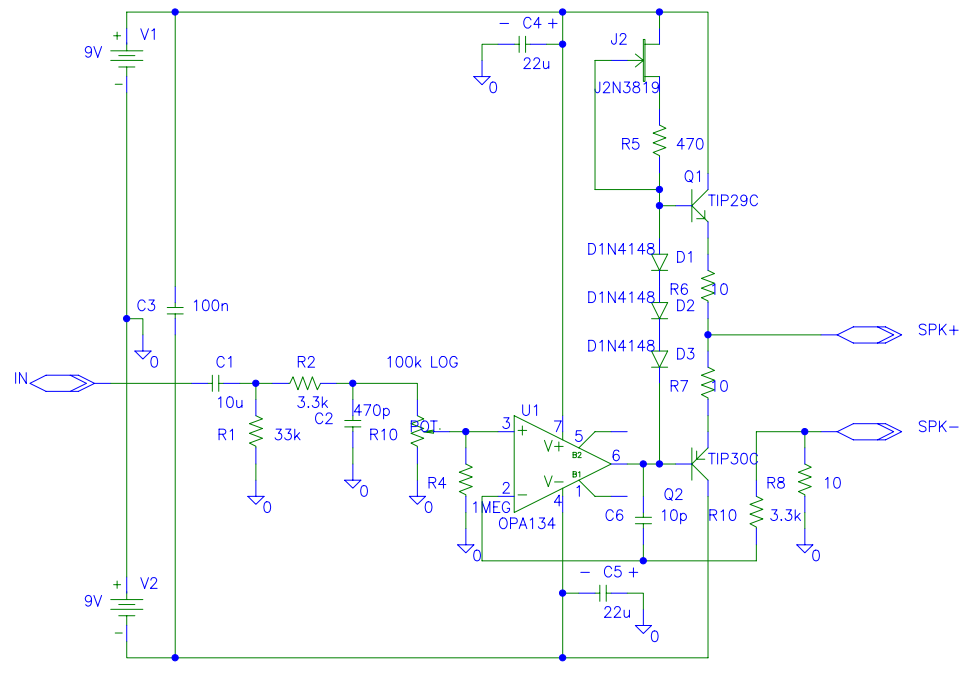 + V1
9V
-
- C4 +
22u
0
J2
J2N3819
R5 470
Q1
TIP29C
D1N4148 D1
R6 10
D1N4148 D2
D1N4148 D3
R7 10
C3 100n
0
SPK+
IN
C1
10u
R2
3.3k
100k LOG
R1 33k
C2 470p
R10 POT.
0
0
0
R4
1MEG
0
U1
3 +
2 -
7
V+
5
B2
6
B1
V-
4
1
OPA134
TIP30C
Q2
C6 10p
SPK-
R8 10
R10 3.3k
0
- C5 +
22u
0
+ V2
9V
-